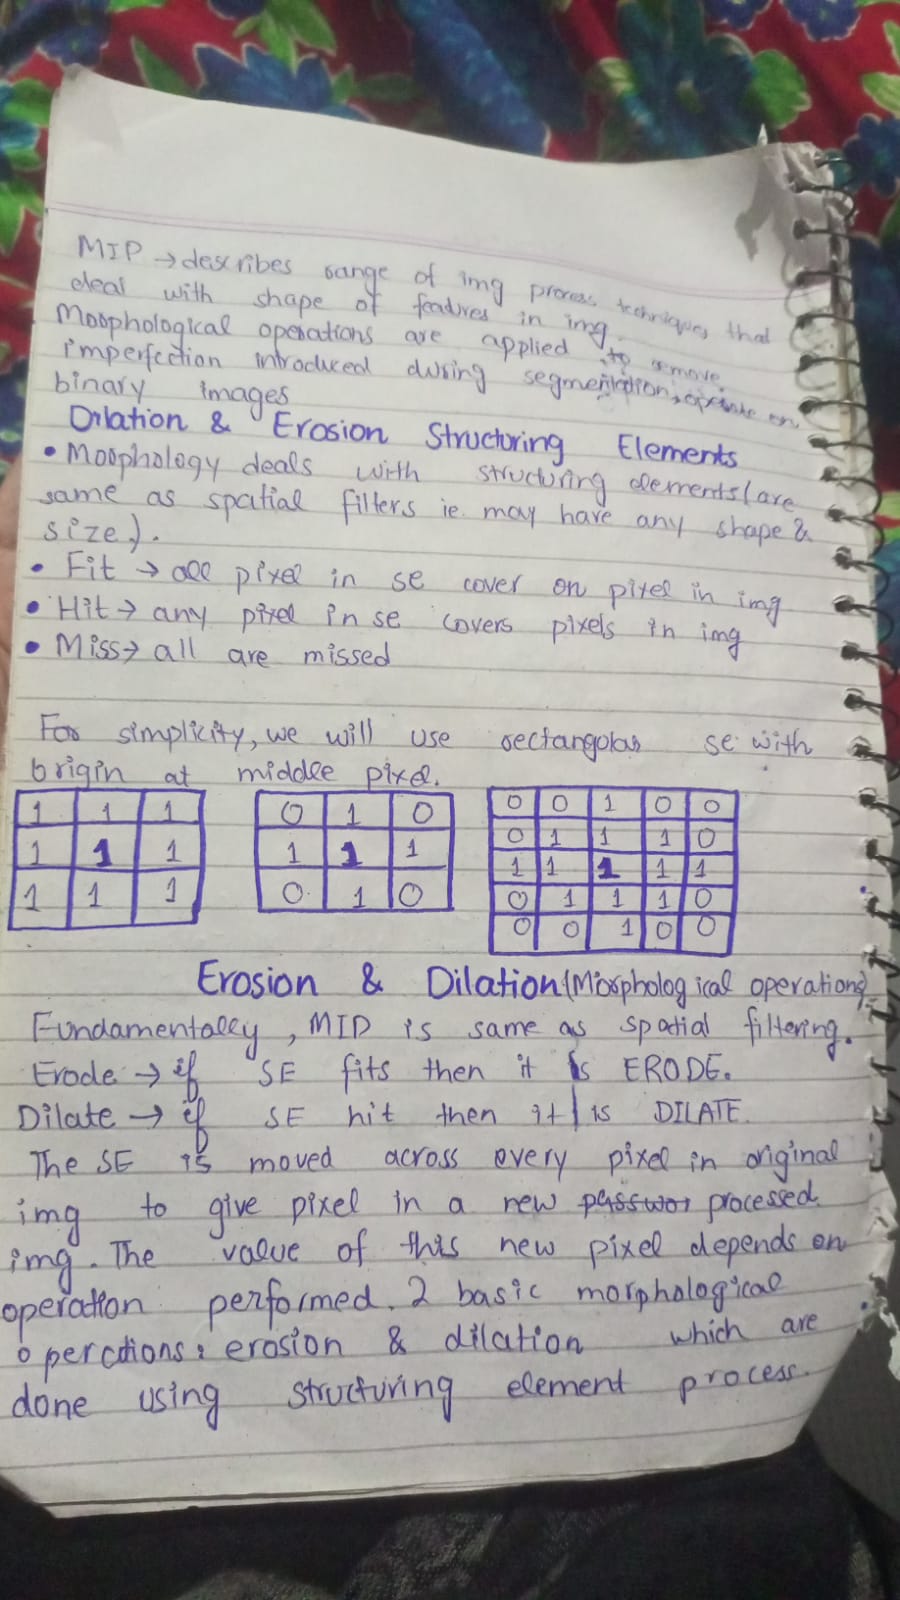 MIP → describes range of img process techniques that
deal with shape of features in img.
Morphological operations are applied to remove
imperfection introduced during segmentation, operate on
binary images
Dilation & Erosion Structuring Elements
• Morphology deals with structuring elements (are
same as spatial filters ie. may have any shape &
size).
• Fit → all pixel in se cover on pixel in img
• Hit → any pixel in se covers pixels in img
• Miss → all are missed
For simplicity, we will use rectangular se with
origin at middle pixel.
1 1 1
1 1 1
1 1 1
0 1 0
1 1 1
0 1 0
0 0 1 0 0
0 1 1 1 0
1 1 1 1 1
0 1 1 1 0
0 0 1 0 0
Erosion & Dilation (Morphological operations)
Fundamentally, MID is same as spatial filtering.
Erode → if SE fits then it is ERODE.
Dilate → if SE hit then it is DILATE.
The SE is moved across every pixel in original
img to give pixel in a new processed
img. The value of this new pixel depends on
operation performed. 2 basic morphological
operations: erosion & dilation which are
done using structuring element process.